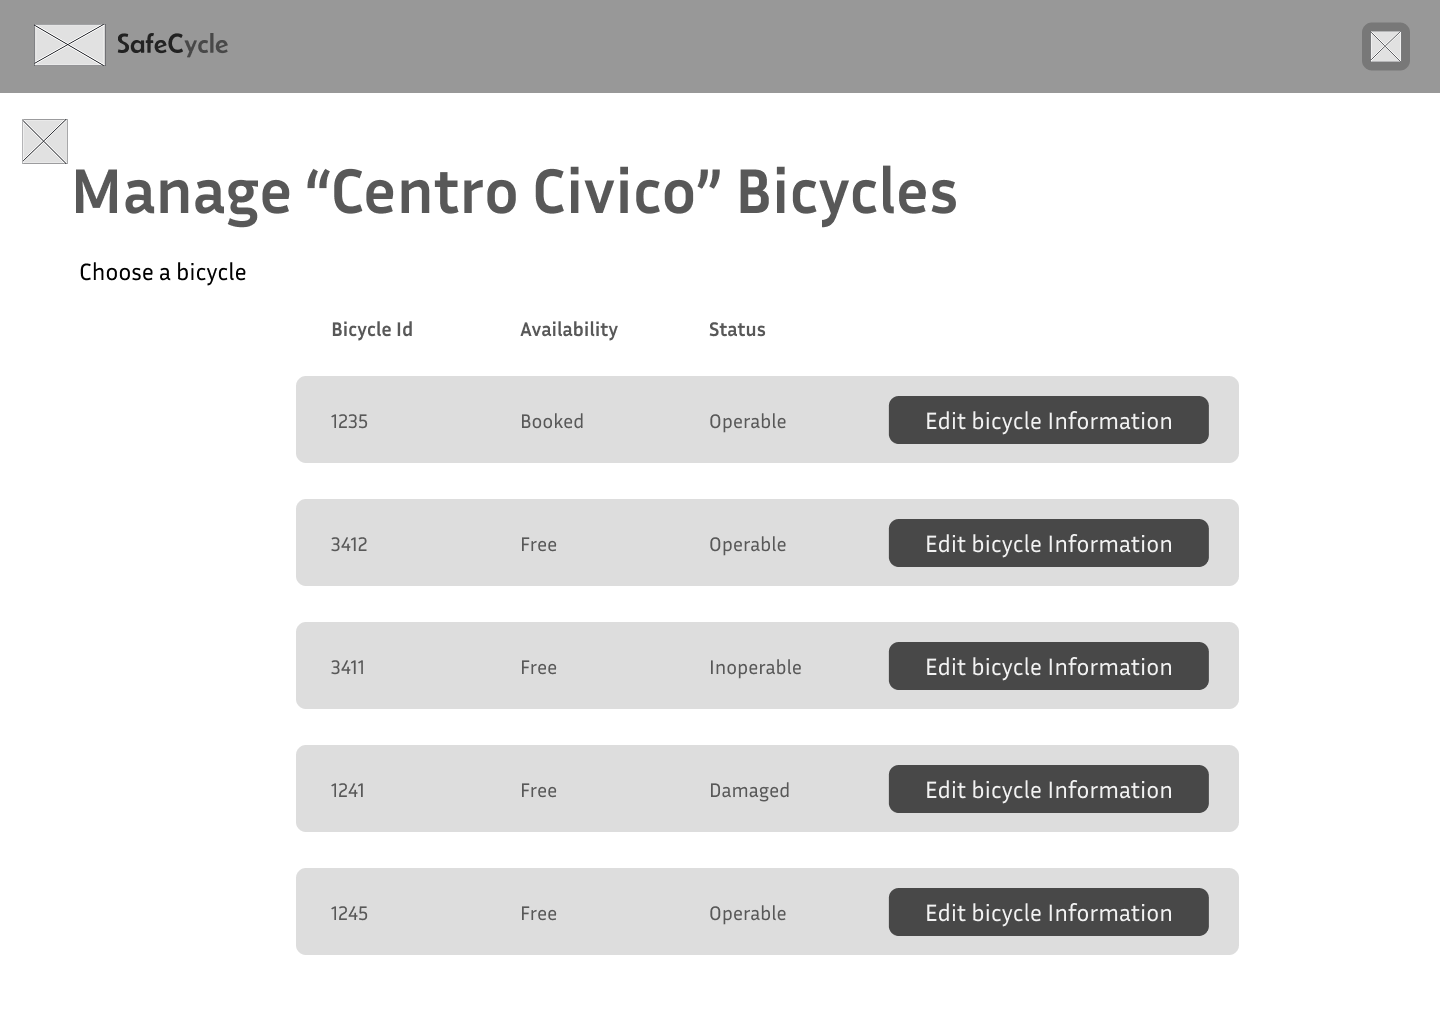 SafeCycle
Manage “Centro Civico” Bicycles
Choose a bicycle
Bicycle Id Availability Status
1235 Booked Operable Edit bicycle Information
3412 Free Operable Edit bicycle Information
3411 Free Inoperable Edit bicycle Information
1241 Free Damaged Edit bicycle Information
1245 Free Operable Edit bicycle Information